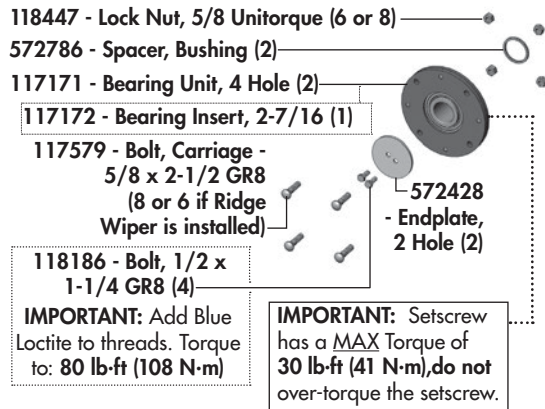 118447 - Lock Nut, 5/8 Unitorque (6 or 8)
572786 - Spacer, Bushing (2)
117171 - Bearing Unit, 4 Hole (2)
117172 - Bearing Insert, 2-7/16 (1)
117579 - Bolt, Carriage -
5/8 x 2-1/2 GR8
(8 or 6 if Ridge
Wiper is installed)
572428
- Endplate,
2 Hole (2)
118186 - Bolt, 1/2 x
1-1/4 GR8 (4)
IMPORTANT: Add Blue
Loctite to threads. Torque
to: 80 lb·ft (108 N·m)
IMPORTANT: Setscrew
has a MAX Torque of
30 lb·ft (41 N·m),do not
over-torque the setscrew.